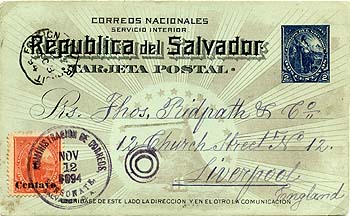 CORREOS NACIONALES
SERVICIO INTERIOR
Republica del Salvador
TARJETA POSTAL
Srs. Thos. Ridpath & Co
12 Church Street Nº 12.
Liverpool
England
ADMINISTRACION DE CORREOS
NOV
12
Centavo
DE ESTE LADO LA DIRECCION Y EN EL OTRO LA COMUNICACION